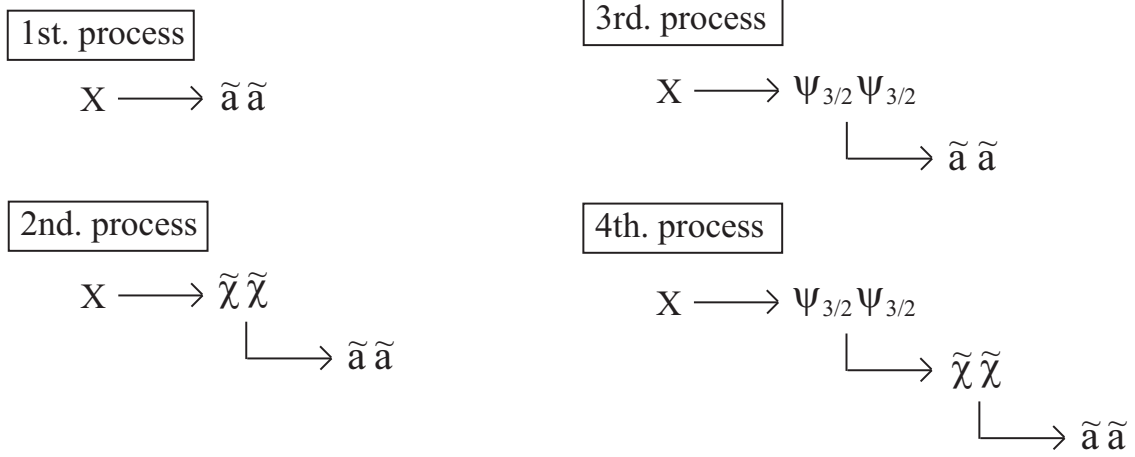 1st. process
X ⟶ ã ã
2nd. process
X ⟶ χ̃ χ̃
ã ã
3rd. process
X ⟶ Ψ3/2 Ψ3/2
ã ã
4th. process
X ⟶ Ψ3/2 Ψ3/2
χ̃ χ̃
ã ã